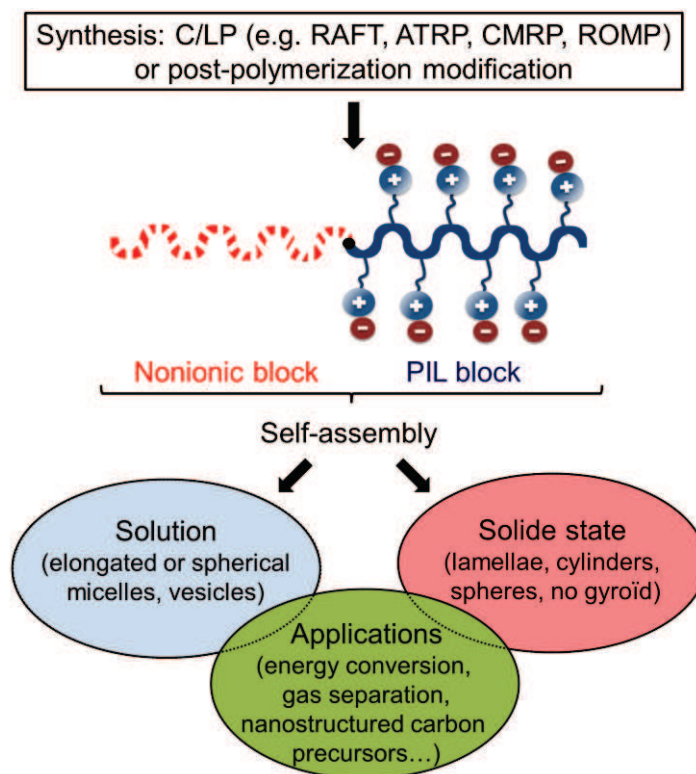 Synthesis: C/LP (e.g. RAFT, ATRP, CMRP, ROMP)
or post-polymerization modification
− − − −
+ + + +
+ + + +
− − − −
Nonionic block PIL block
Self-assembly
Solution
(elongated or spherical
micelles, vesicles)
Solide state
(lamellae, cylinders,
spheres, no gyroïd)
Applications
(energy conversion,
gas separation,
nanostructured carbon
precursors…)